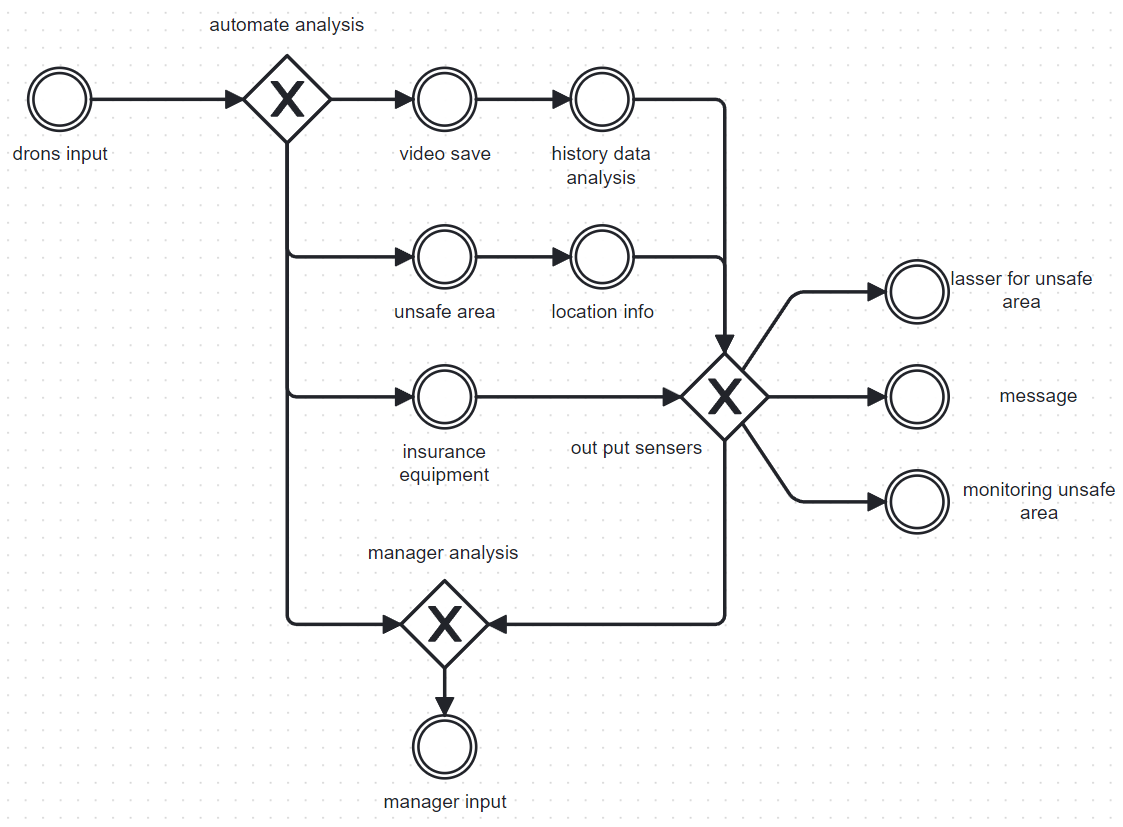 automate analysis
drons input
video save
history data
analysis
unsafe area
location info
lasser for unsafe
area
message
insurance
equipment
out put sensers
monitoring unsafe
area
manager analysis
manager input